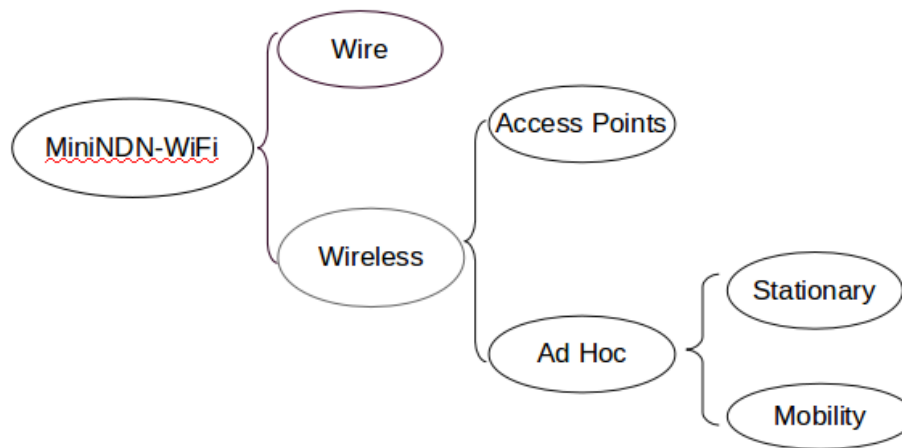 Wire
MiniNDN-WiFi
Access Points
Wireless
Stationary
Ad Hoc
Mobility